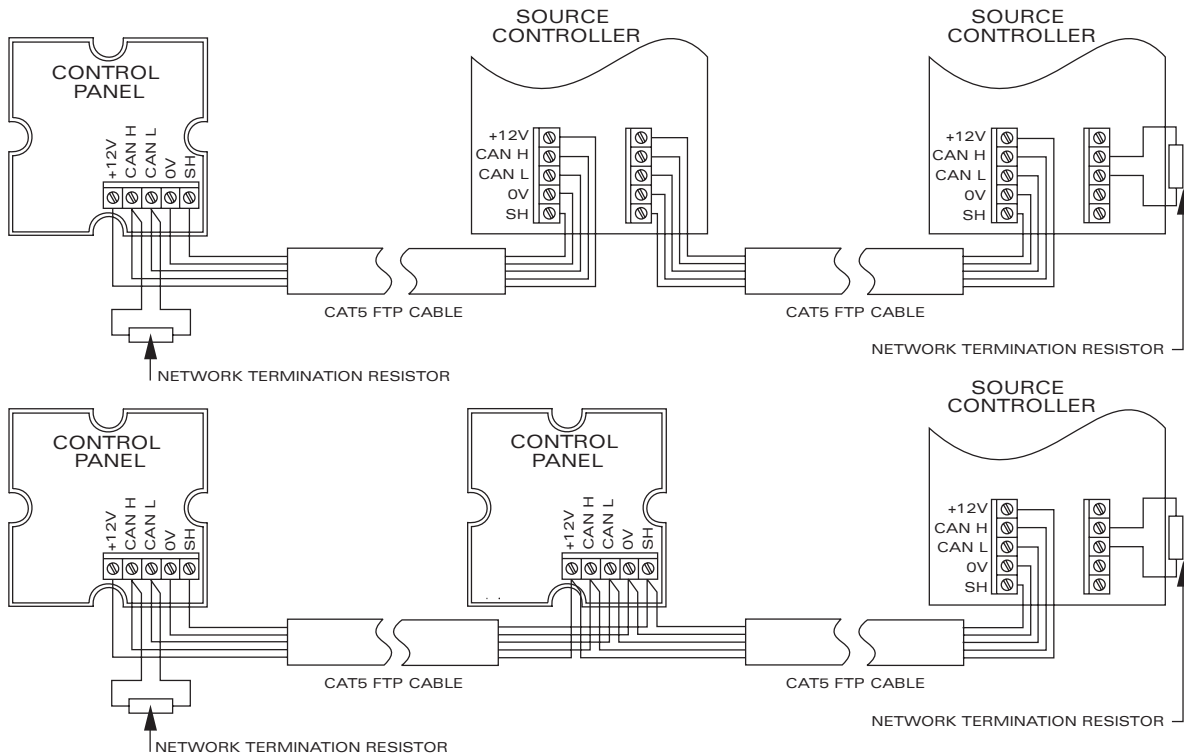 SOURCE
CONTROLLER
SOURCE
CONTROLLER
CONTROL
PANEL
+12V
CAN H
CAN L
0V
SH
+12V
CAN H
CAN L
0V
SH
+12V
CAN H
CAN L
0V
SH
CAT5 FTP CABLE
CAT5 FTP CABLE
NETWORK TERMINATION RESISTOR
NETWORK TERMINATION RESISTOR
SOURCE
CONTROLLER
CONTROL
PANEL
CONTROL
PANEL
+12V
CAN H
CAN L
0V
SH
+12V
CAN H
CAN L
0V
SH
+12V
CAN H
CAN L
0V
SH
CAT5 FTP CABLE
CAT5 FTP CABLE
NETWORK TERMINATION RESISTOR
NETWORK TERMINATION RESISTOR